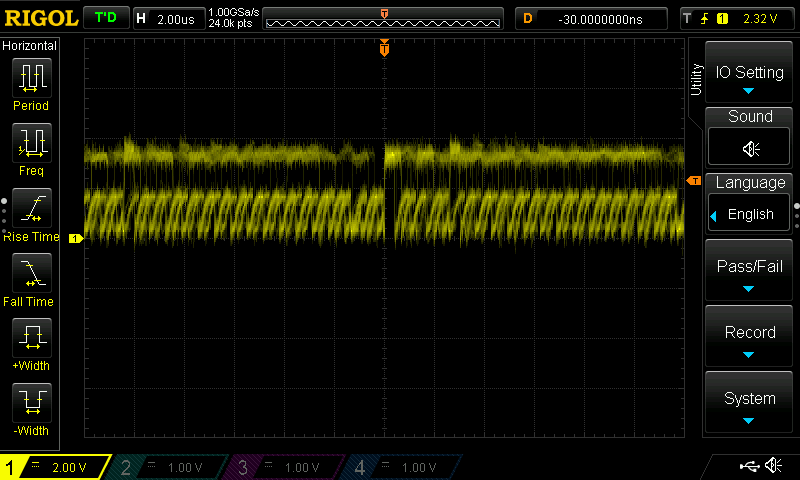 RIGOL T'D H 2.00us 1.00GSa/s D -30.0000000ns T 1 2.32 V
24.0k pts
Horizontal
Period
Freq
Rise Time
Fall Time
+Width
-Width
T
T
T
1
Utility
IO Setting
Sound
Language
English
Pass/Fail
Record
System
1 2.00 V 2 1.00 V 3 1.00 V 4 1.00 V